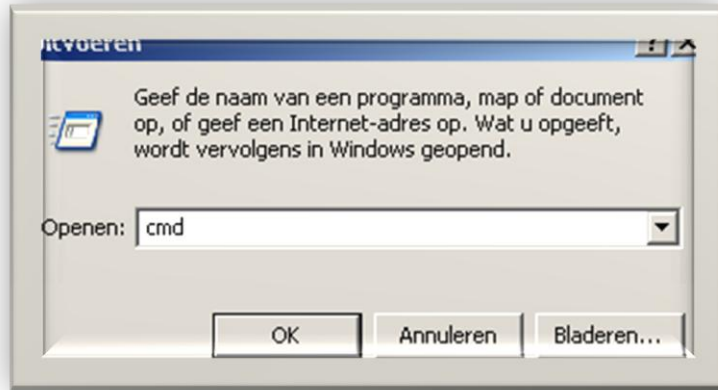 Uitvoeren
Geef de naam van een programma, map of document
op, of geef een Internet-adres op. Wat u opgeeft,
wordt vervolgens in Windows geopend.
Openen: cmd
OK Annuleren Bladeren...